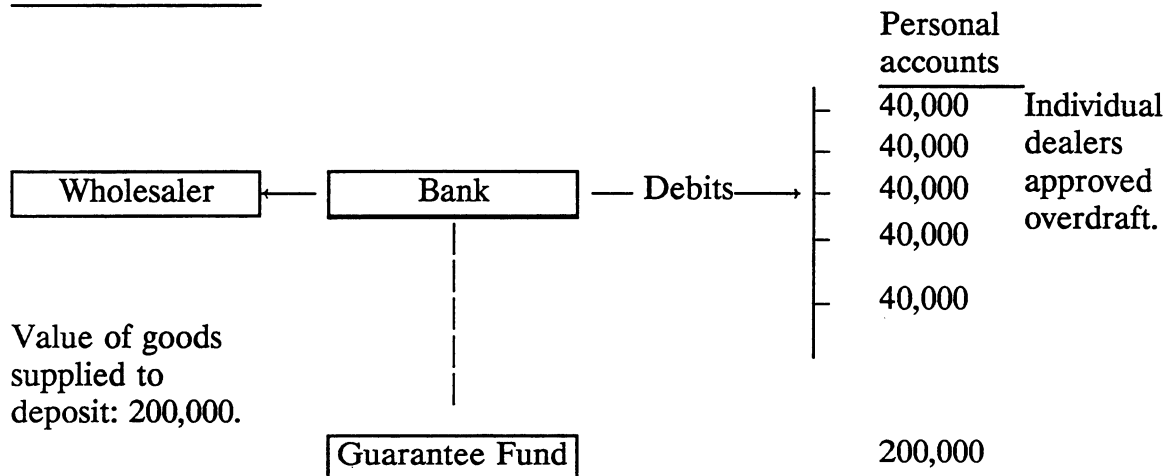 Personal
accounts
40,000 Individual
40,000 dealers
Wholesaler Bank Debits 40,000 approved
40,000 overdraft.
40,000
Value of goods
supplied to
deposit: 200,000.
Guarantee Fund 200,000